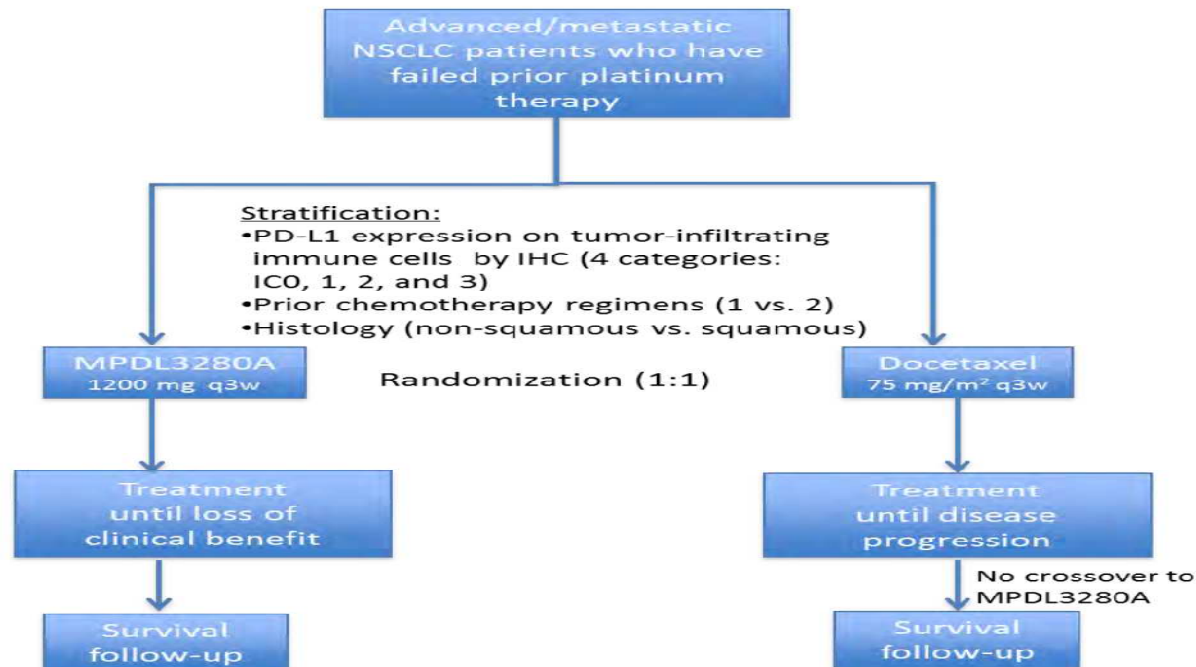 Advanced/metastatic
NSCLC patients who have
failed prior platinum
therapy
Stratification:
•PD-L1 expression on tumor-infiltrating
immune cells by IHC (4 categories:
IC0, 1, 2, and 3)
•Prior chemotherapy regimens (1 vs. 2)
•Histology (non-squamous vs. squamous)
MPDL3280A
1200 mg q3w
Randomization (1:1)
Docetaxel
75 mg/m² q3w
Treatment
until loss of
clinical benefit
Treatment
until disease
progression
No crossover to
MPDL3280A
Survival
follow-up
Survival
follow-up